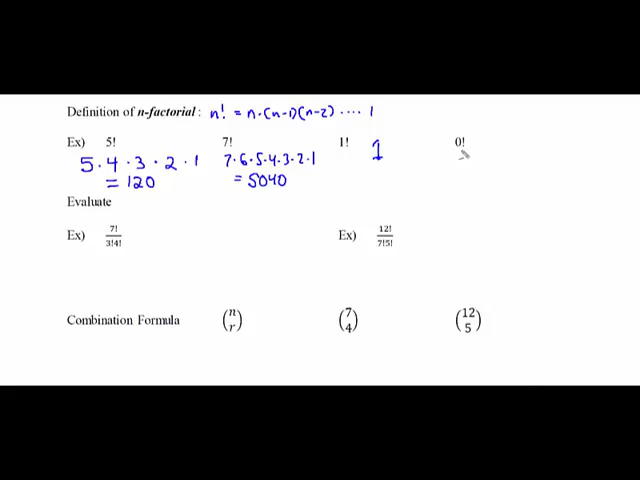 Definition of n-factorial : n! = n·(n-1)(n-2) ···· 1
Ex) 5! 7! 1! 0!
5 · 4 · 3 · 2 · 1 7·6·5·4·3·2·1 1
= 120 = 5040
Evaluate
Ex) 7!/3!4! Ex) 12!/7!5!
Combination Formula (n r) (7 4) (12 5)